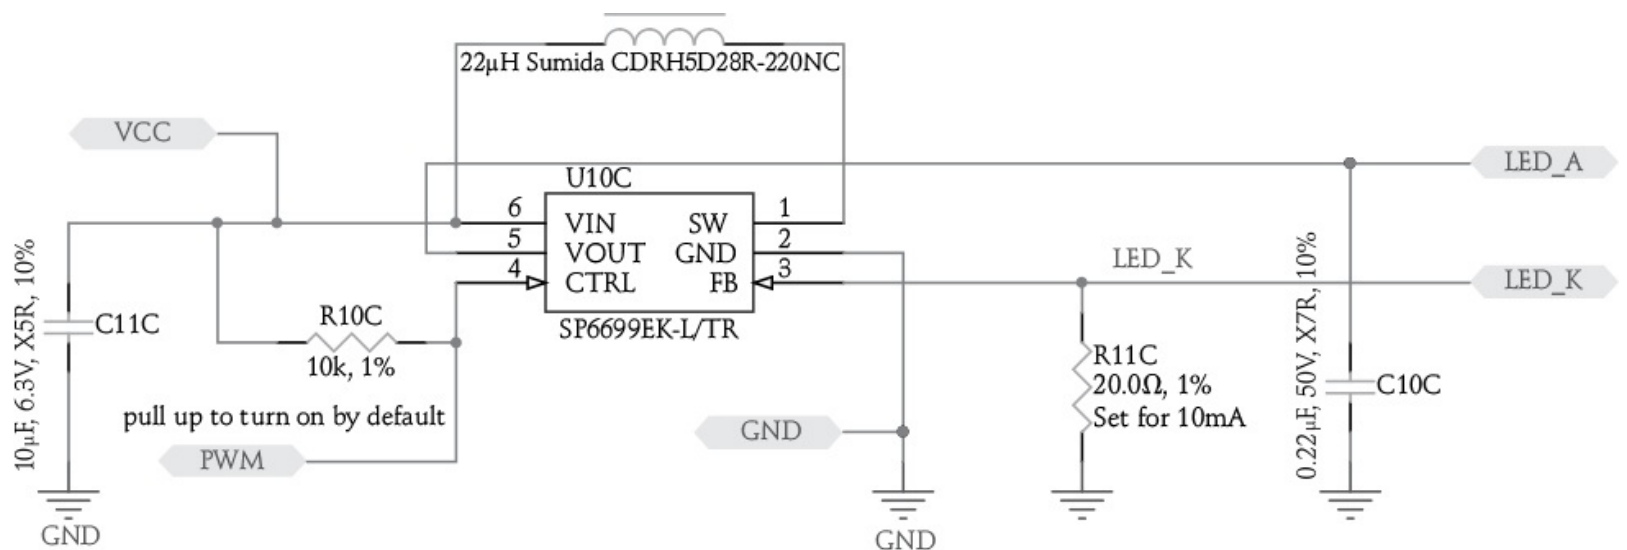 22µH Sumida CDRH5D28R-220NC
VCC
LED_A
U10C
6
VIN
SW
1
5
VOUT
GND
2
4
CTRL
FB
3
LED_K
LED_K
SP6699EK-L/TR
10µF, 6.3V, X5R, 10%
C11C
R10C
10k, 1%
pull up to turn on by default
PWM
GND
R11C
20.0Ω, 1%
Set for 10mA
0.22µF, 50V, X7R, 10%
C10C
GND
GND